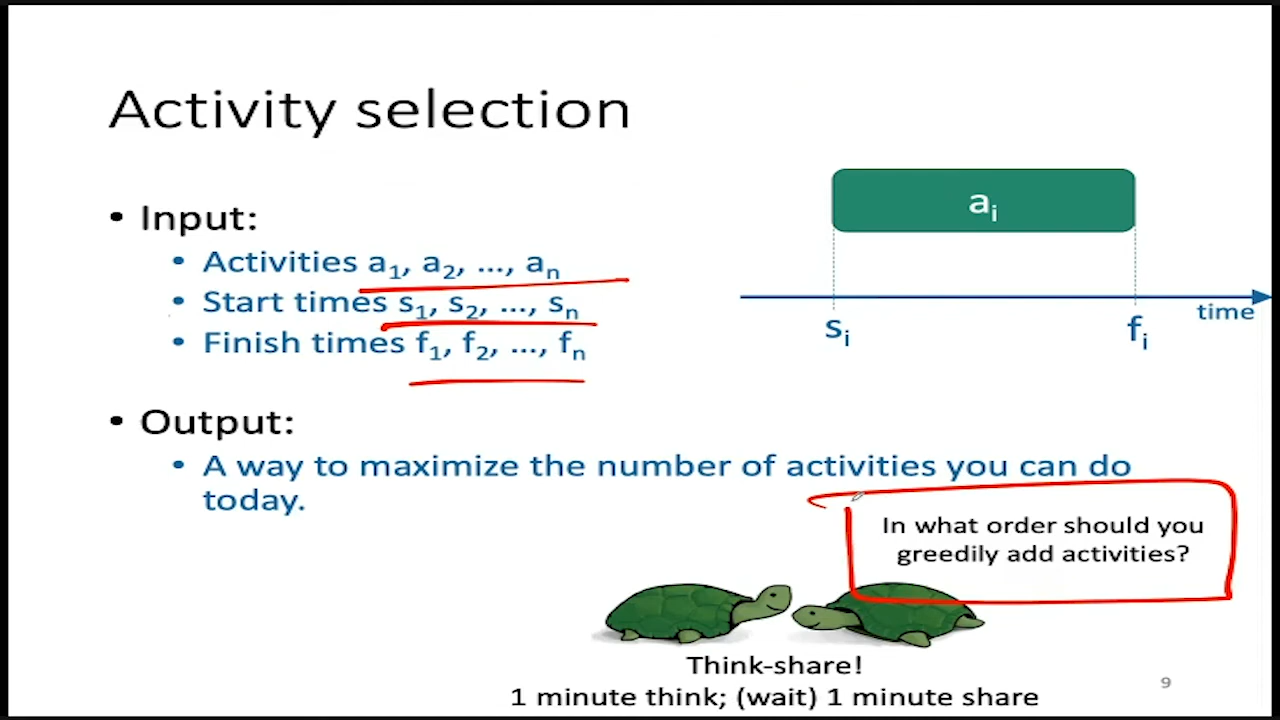 Activity selection
• Input:
• Activities a₁, a₂, …, aₙ
• Start times s₁, s₂, …, sₙ
• Finish times f₁, f₂, …, fₙ
aᵢ
time
sᵢ
fᵢ
• Output:
• A way to maximize the number of activities you can do
today.
In what order should you
greedily add activities?
Think-share!
1 minute think; (wait) 1 minute share
9